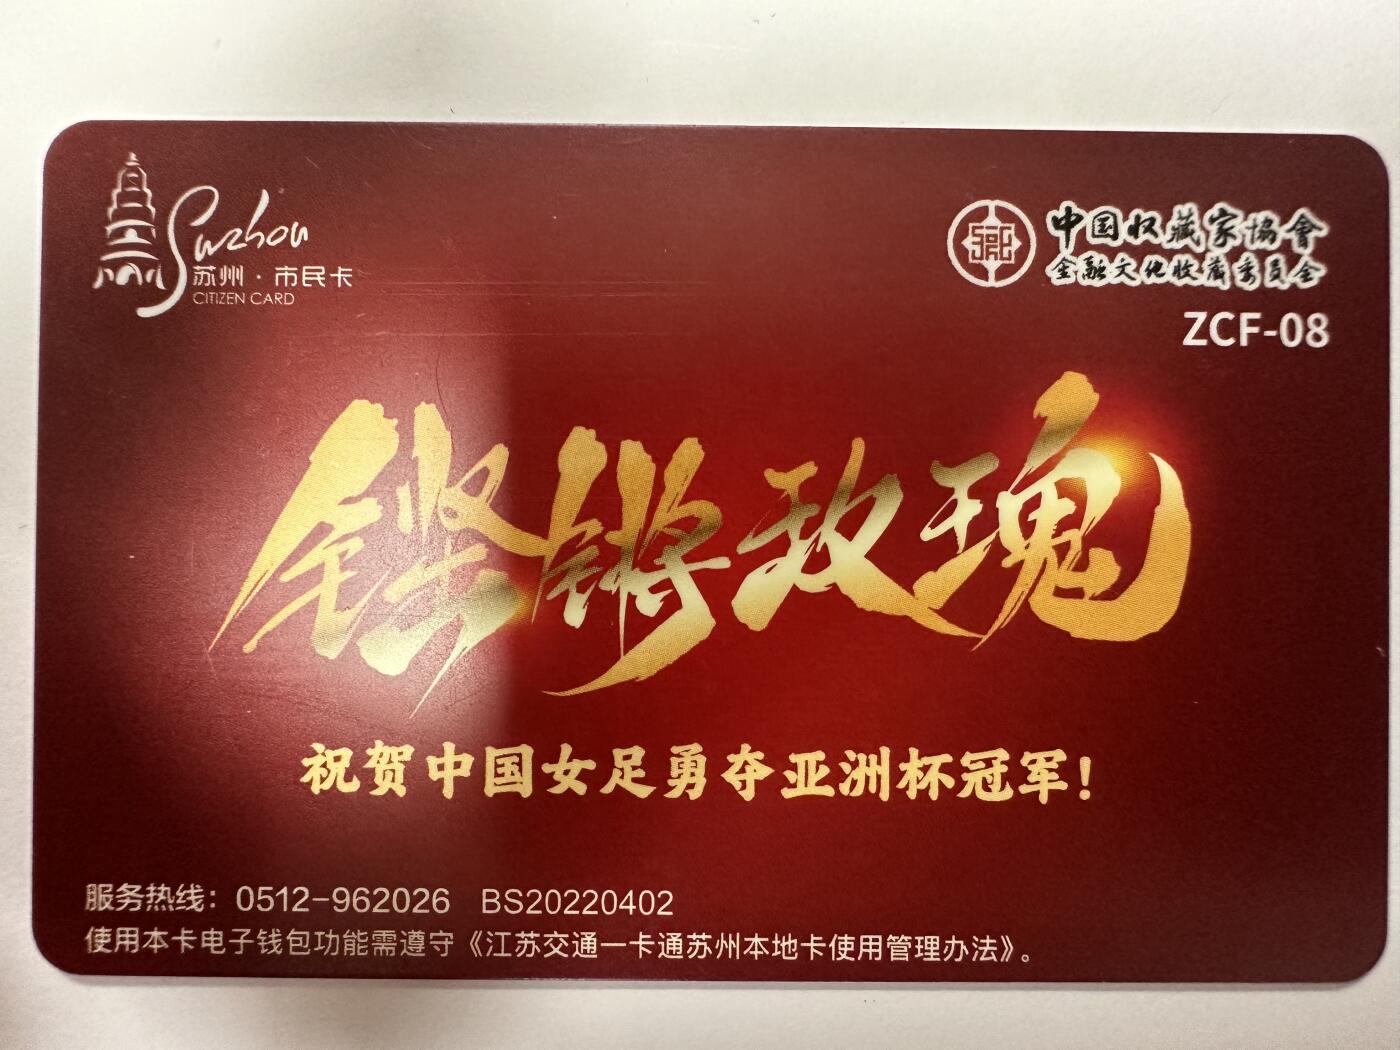 Suzhou
苏州·市民卡
CITIZEN CARD
中国收藏家協會
金融文化收藏委员会
ZCF-08
铿锵玫瑰
祝贺中国女足勇夺亚洲杯冠军！
服务热线：0512-962026 BS20220402
使用本卡电子钱包功能需遵守《江苏交通一卡通苏州本地卡使用管理办法》。